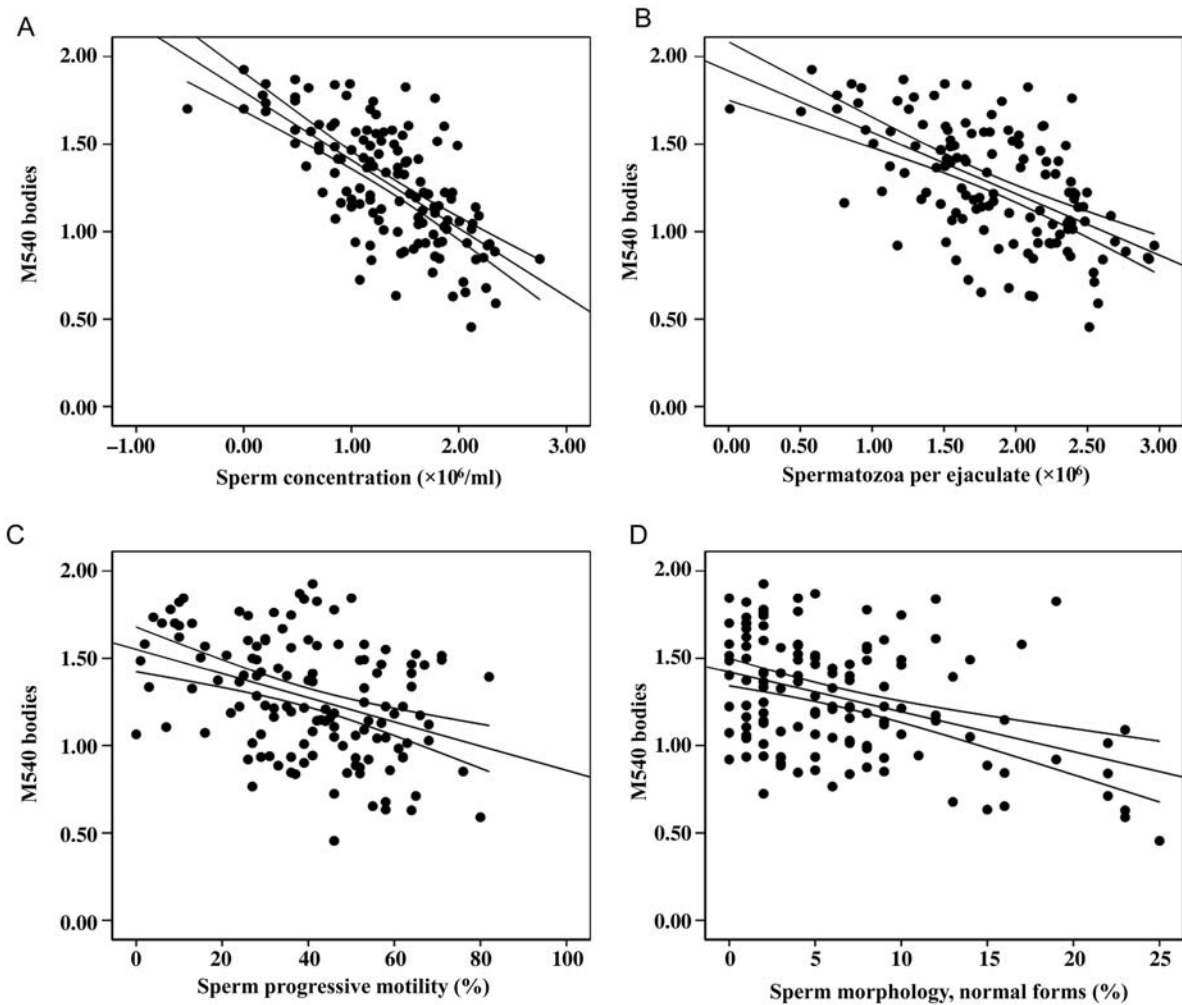 A
2.00
1.50
1.00
0.50
0.00
M540 bodies
−1.00 0.00 1.00 2.00 3.00
Sperm concentration (×10⁶/ml)
B
2.00
1.50
1.00
0.50
0.00
M540 bodies
0.00 0.50 1.00 1.50 2.00 2.50 3.00
Spermatozoa per ejaculate (×10⁶)
C
2.00
1.50
1.00
0.50
0.00
M540 bodies
0 20 40 60 80 100
Sperm progressive motility (%)
D
2.00
1.50
1.00
0.50
0.00
M540 bodies
0 5 10 15 20 25
Sperm morphology, normal forms (%)